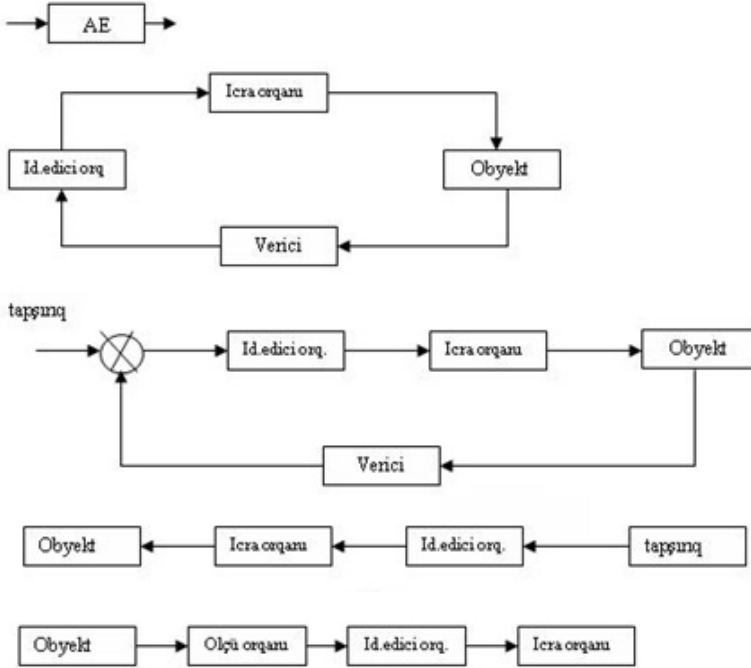 AE
Icra orqanı
Id.edici orq
Obyekt
Verici
tapşırıq
Id.edici orq.
Icra orqanı
Obyekt
Verici
Obyekt
Icra orqanı
Id.edici orq.
tapşırıq
Obyekt
Olçü orqanı
Id.edici orq.
Icra orqanı